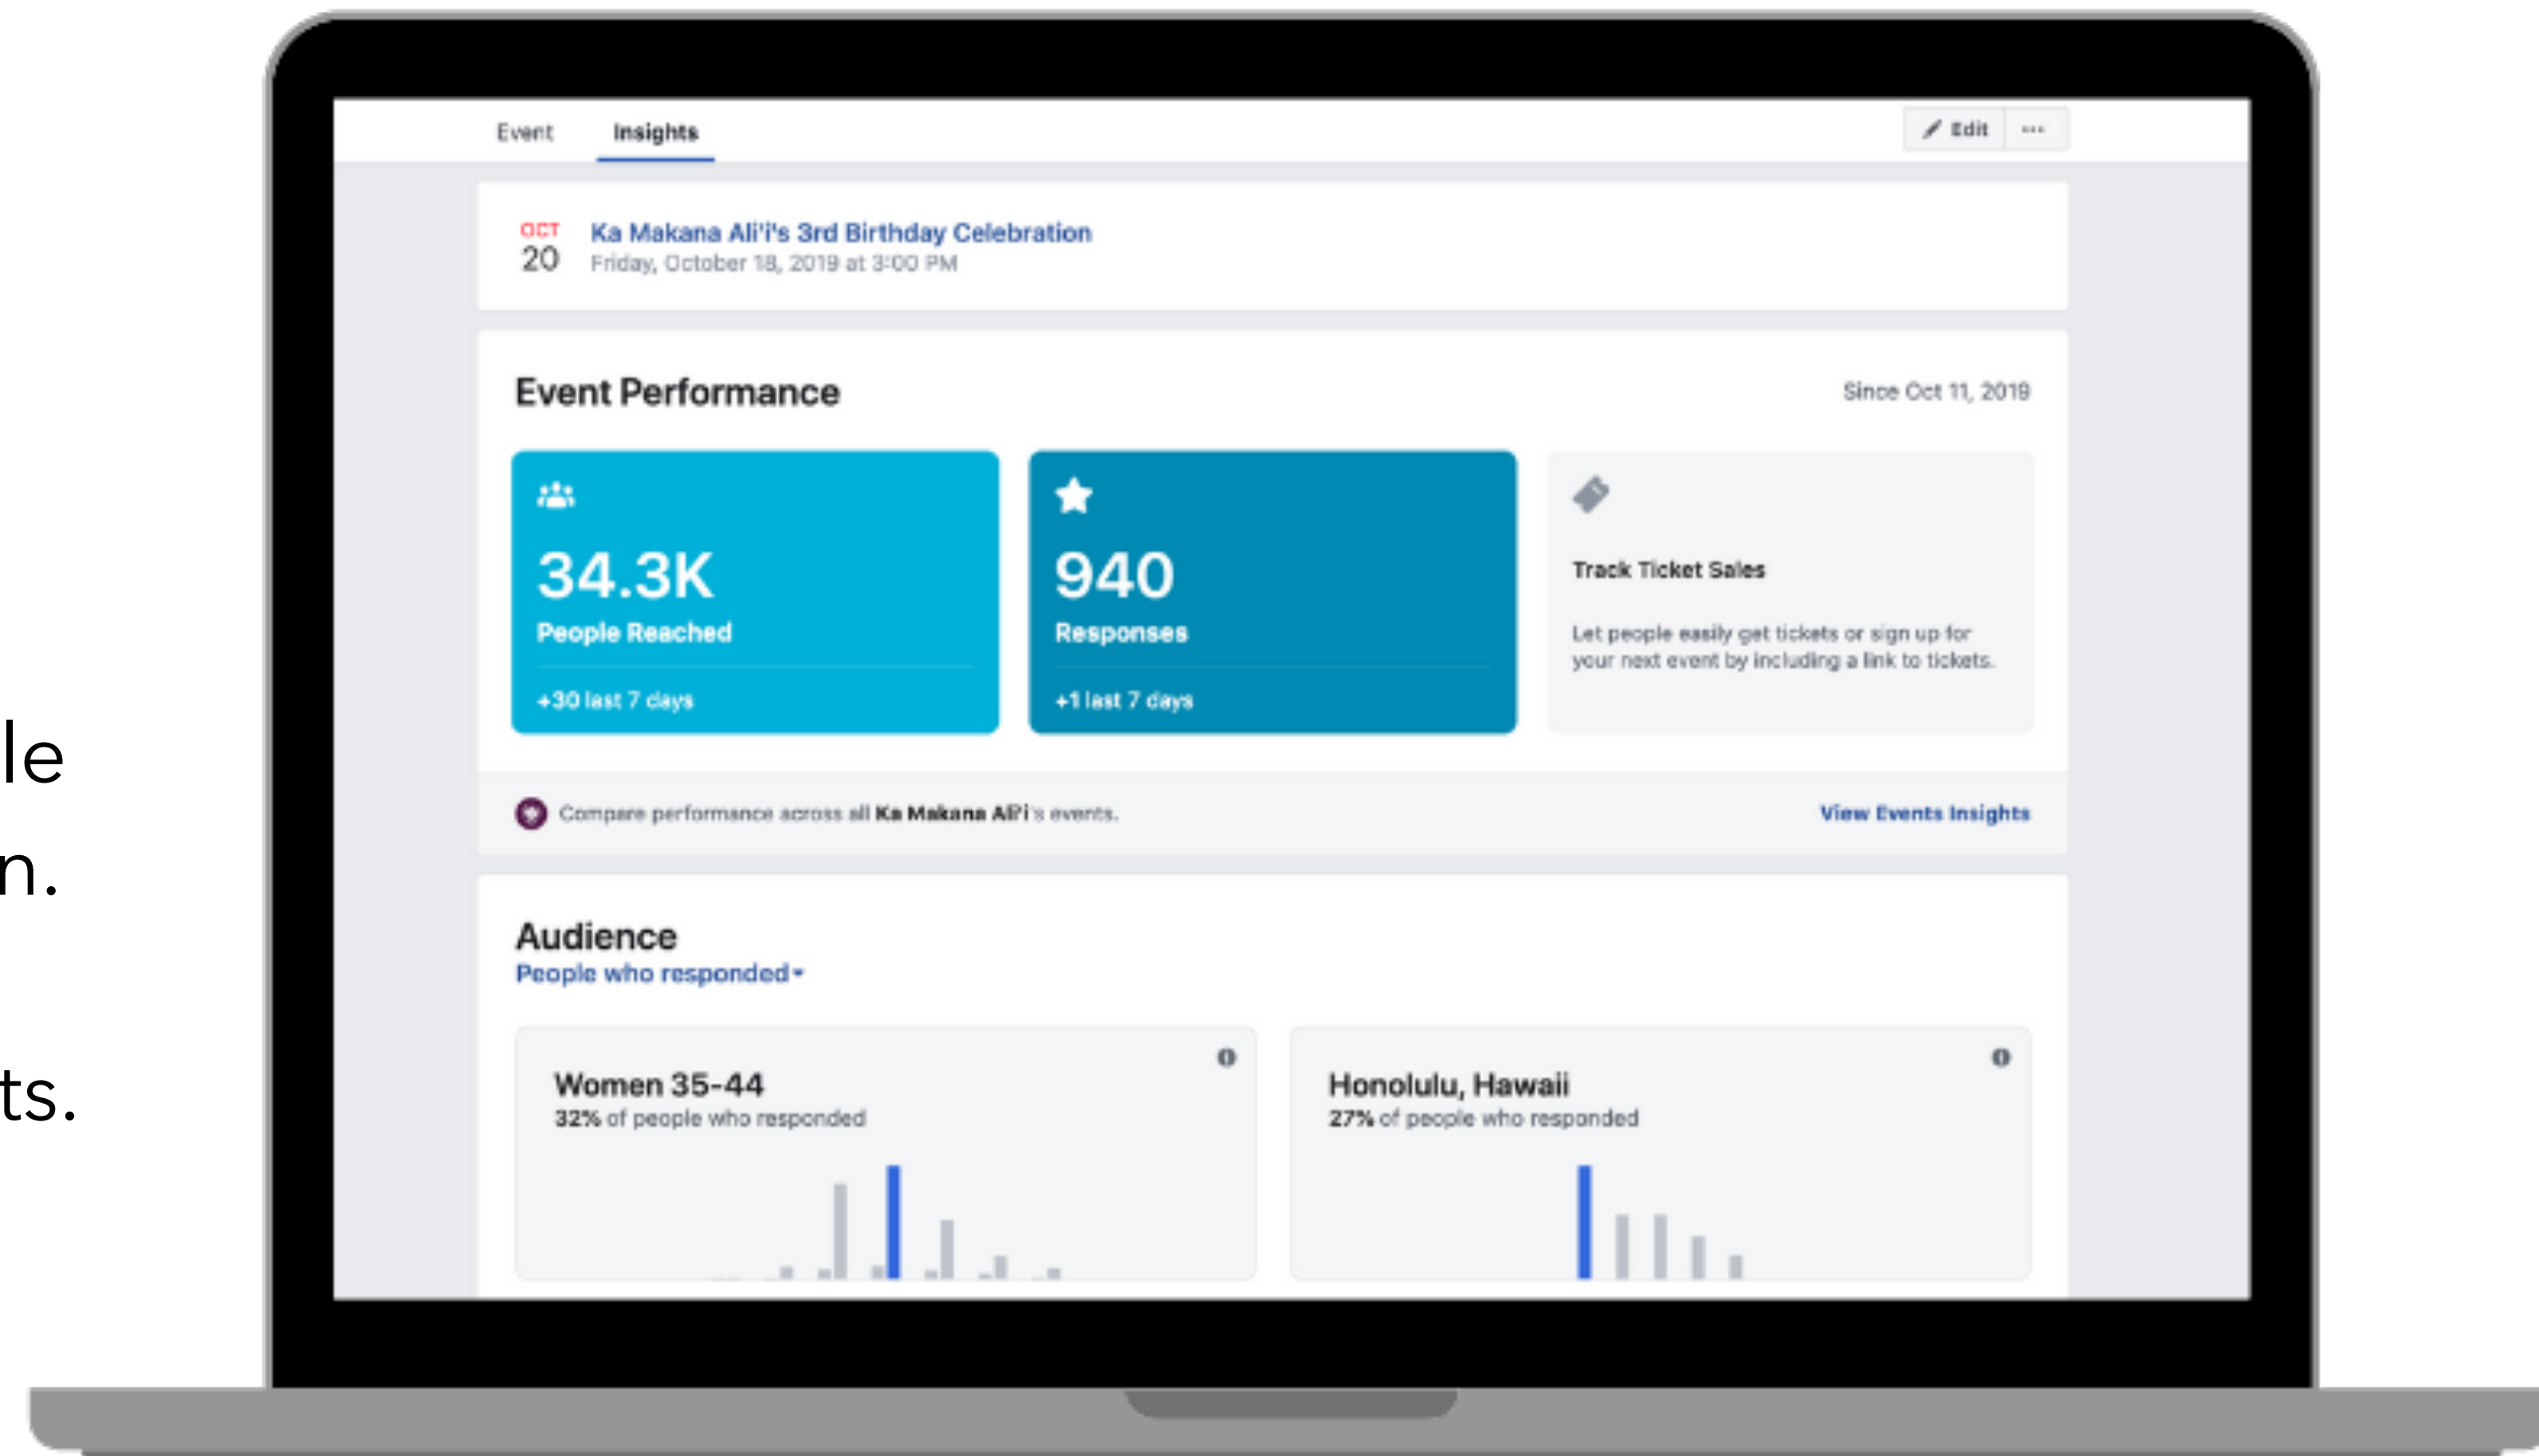 le
n.
ts.
Event Insights Edit ...
OCT
20
Ka Makana Ali'i's 3rd Birthday Celebration
Friday, October 18, 2019 at 3:00 PM
Event Performance
Since Oct 11, 2019
34.3K
People Reached
+30 last 7 days
940
Responses
+1 last 7 days
Track Ticket Sales
Let people easily get tickets or sign up for
your next event by including a link to tickets.
Compare performance across all Ka Makana Ali'i's events.
View Events Insights
Audience
People who responded
Women 35-44
32% of people who responded
Honolulu, Hawaii
27% of people who responded